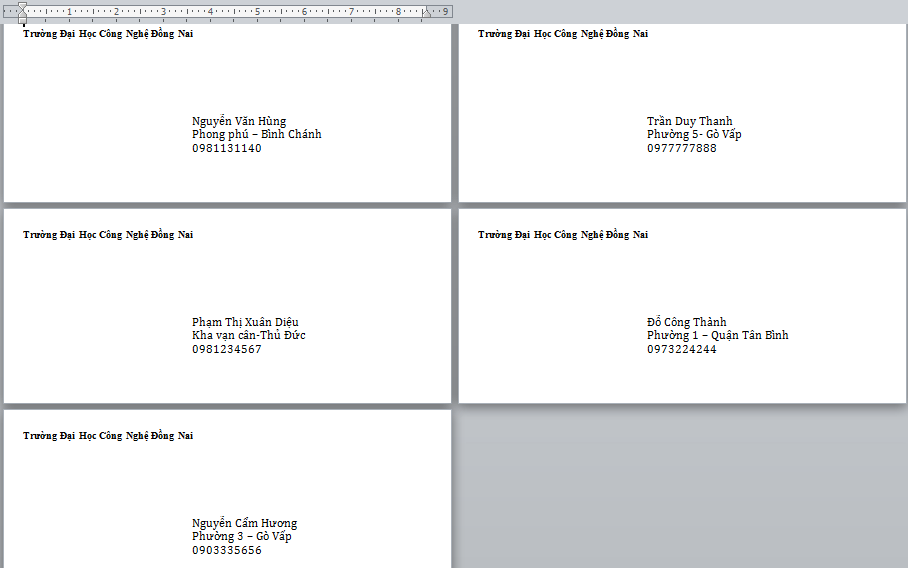 1 2 3 4 5 6 7 8 9
Trường Đại Học Công Nghệ Đồng Nai
Nguyễn Văn Hùng
Phong phú – Bình Chánh
0981131140
Trường Đại Học Công Nghệ Đồng Nai
Trần Duy Thanh
Phường 5- Gò Vấp
0977777888
Trường Đại Học Công Nghệ Đồng Nai
Phạm Thị Xuân Diệu
Kha vạn cân-Thủ Đức
0981234567
Trường Đại Học Công Nghệ Đồng Nai
Đỗ Công Thành
Phường 1 – Quận Tân Bình
0973224244
Trường Đại Học Công Nghệ Đồng Nai
Nguyễn Cẩm Hương
Phường 3 – Gò Vấp
0903335656